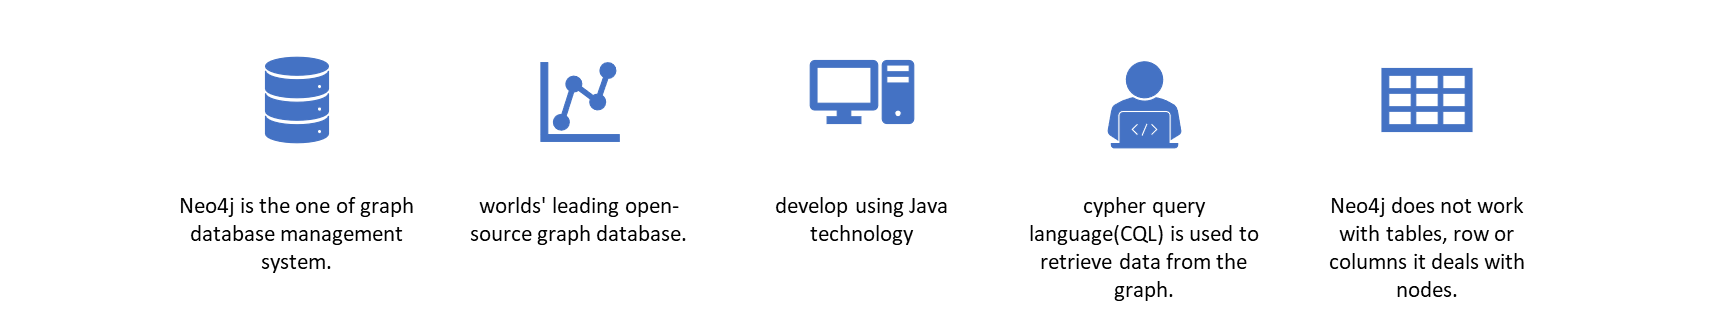 Neo4j is the one of graph
database management
system.
worlds' leading open-
source graph database.
develop using Java
technology
</>
cypher query
language(CQL) is used to
retrieve data from the
graph.
Neo4j does not work
with tables, row or
columns it deals with
nodes.